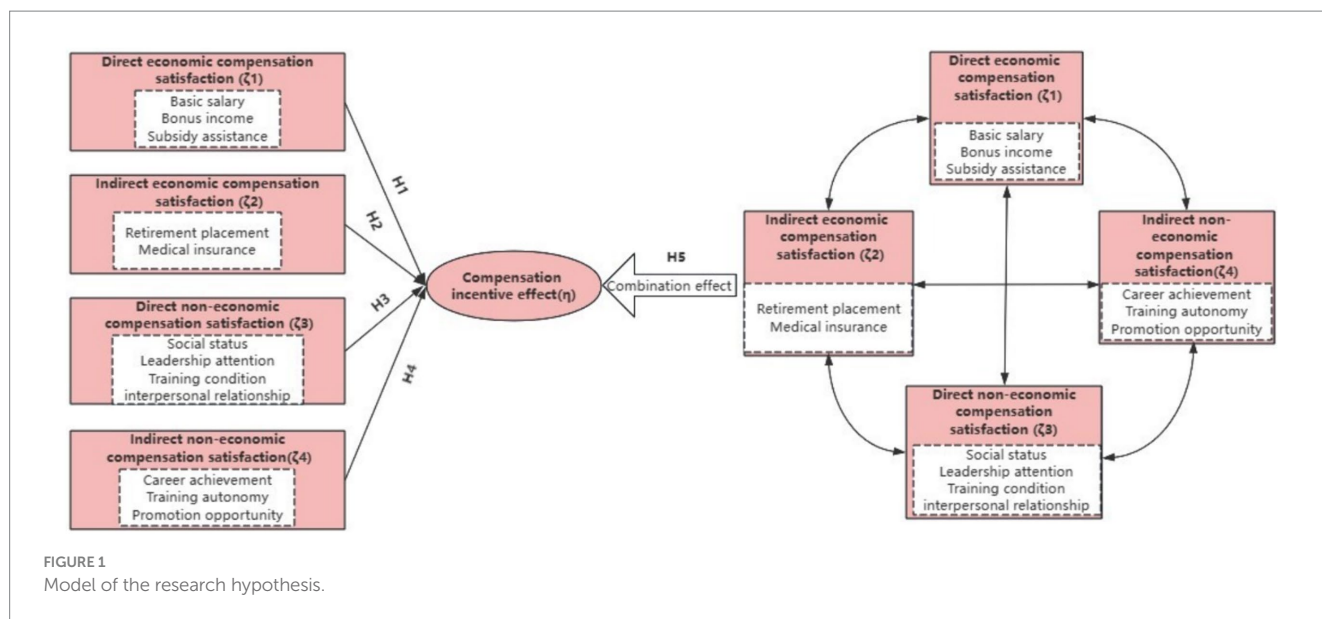 Direct economic compensation
satisfaction (ζ1)
Basic salary
Bonus income
Subsidy assistance
Indirect economic compensation
satisfaction (ζ2)
Retirement placement
Medical insurance
Direct non-economic
compensation satisfaction (ζ3)
Social status
Leadership attention
Training condition
interpersonal relationship
Indirect non-economic
compensation satisfaction(ζ4)
Career achievement
Training autonomy
Promotion opportunity
H1
H2
H3
H4
Compensation
incentive effect(η)
H5
Combination effect
Direct economic
compensation
satisfaction (ζ1)
Basic salary
Bonus income
Subsidy assistance
Indirect economic
compensation
satisfaction (ζ2)
Retirement placement
Medical insurance
Indirect non-
economic
compensation
satisfaction(ζ4)
Career achievement
Training autonomy
Promotion opportunity
Direct non-economic
compensation
satisfaction (ζ3)
Social status
Leadership attention
Training condition
interpersonal relationship
FIGURE 1
Model of the research hypothesis.